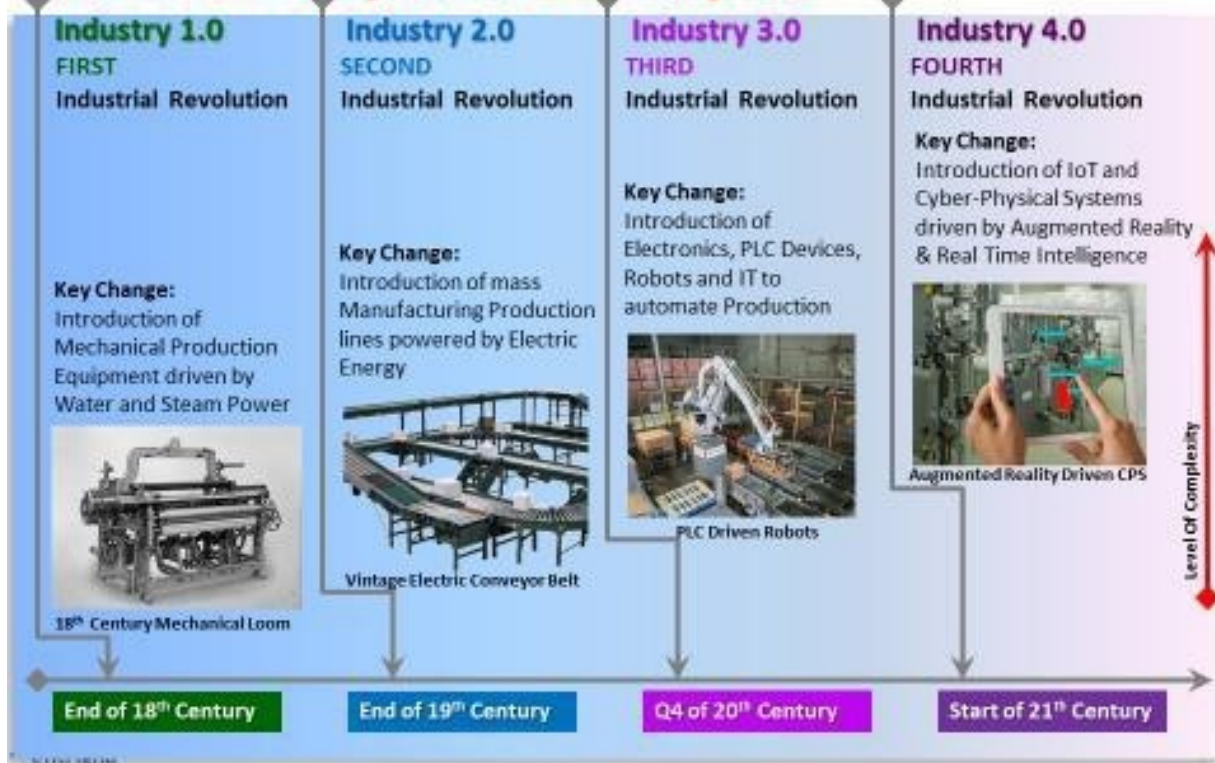 Industry 1.0
FIRST
Industrial Revolution
Key Change:
Introduction of
Mechanical Production
Equipment driven by
Water and Steam Power
18th Century Mechanical Loom
End of 18th Century
Industry 2.0
SECOND
Industrial Revolution
Key Change:
Introduction of mass
Manufacturing Production
lines powered by Electric
Energy
Vintage Electric Conveyor Belt
End of 19th Century
Industry 3.0
THIRD
Industrial Revolution
Key Change:
Introduction of
Electronics, PLC Devices,
Robots and IT to
automate Production
PLC Driven Robots
Q4 of 20th Century
Industry 4.0
FOURTH
Industrial Revolution
Key Change:
Introduction of IoT and
Cyber-Physical Systems
driven by Augmented Reality
& Real Time Intelligence
Augmented Reality Driven CPS
Start of 21th Century
Level Of Complexity